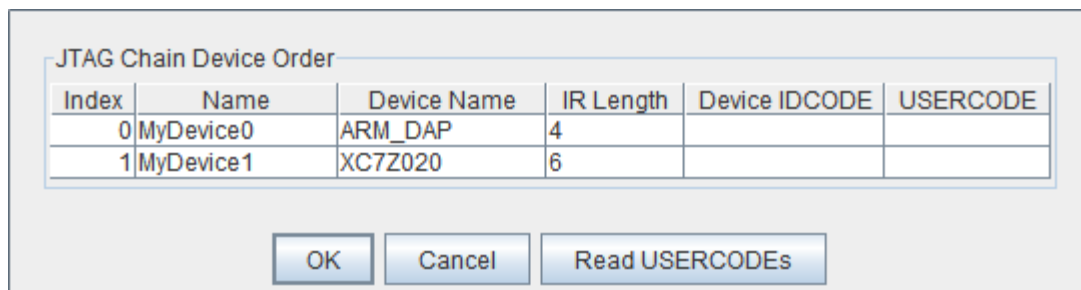 JTAG Chain Device Order
Index Name Device Name IR Length Device IDCODE USERCODE
0 MyDevice0 ARM_DAP 4
1 MyDevice1 XC7Z020 6
OK Cancel Read USERCODEs